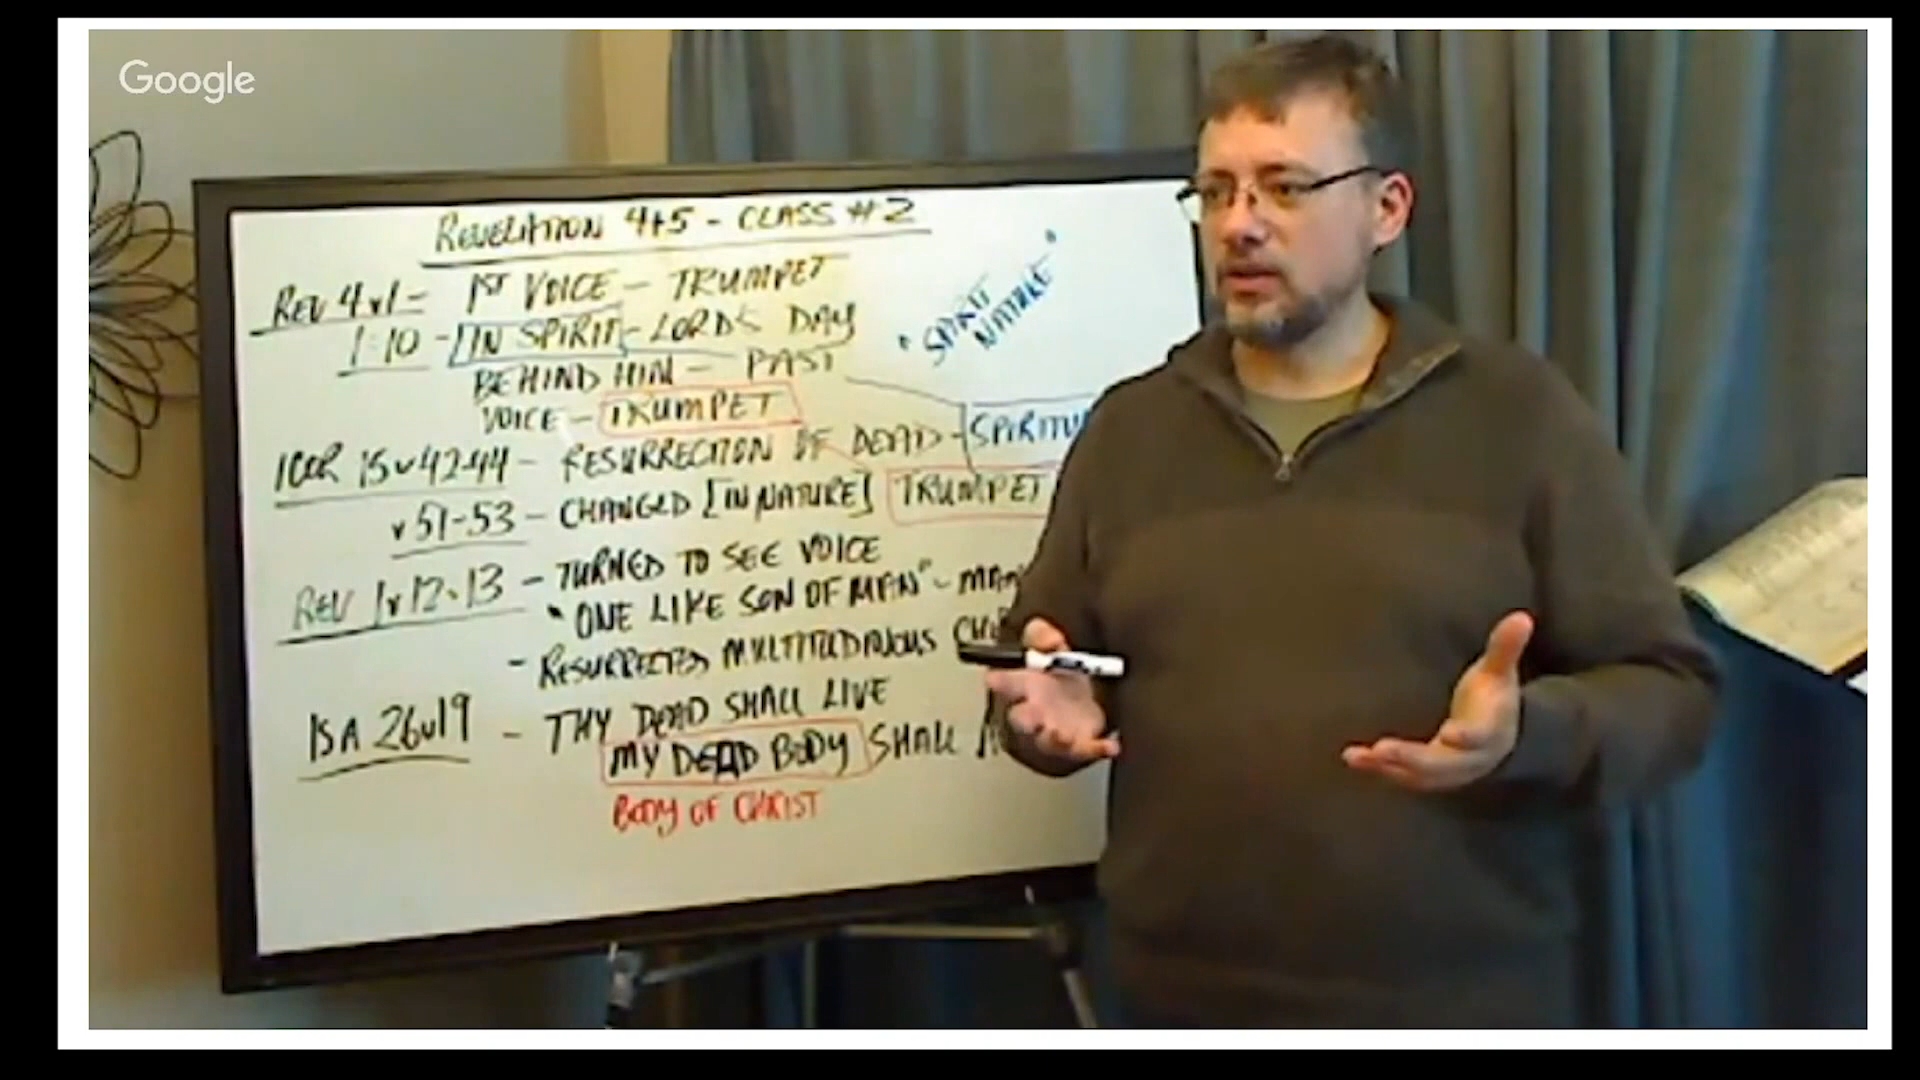 Google
REVELATION 4+5 - CLASS #2
REV 4v1 = 1ST VOICE - TRUMPET
1:10 - IN SPIRIT - LORDS DAY
BEHIND HIM - PAST
VOICE - TRUMPET
"SPIRIT
NATURE"
1COR 15v42-44 - RESURRECTION OF DEAD - SPIRITU
v51-53 - CHANGED [IN NATURE] TRUMPET
REV 1v12-13 - TURNED TO SEE VOICE
"ONE LIKE SON OF MAN" -
- RESURRECTED MULTITUDINOUS
ISA 26v19 - THY DEAD SHALL LIVE
MY DEAD BODY SHALL
BODY OF CHRIST